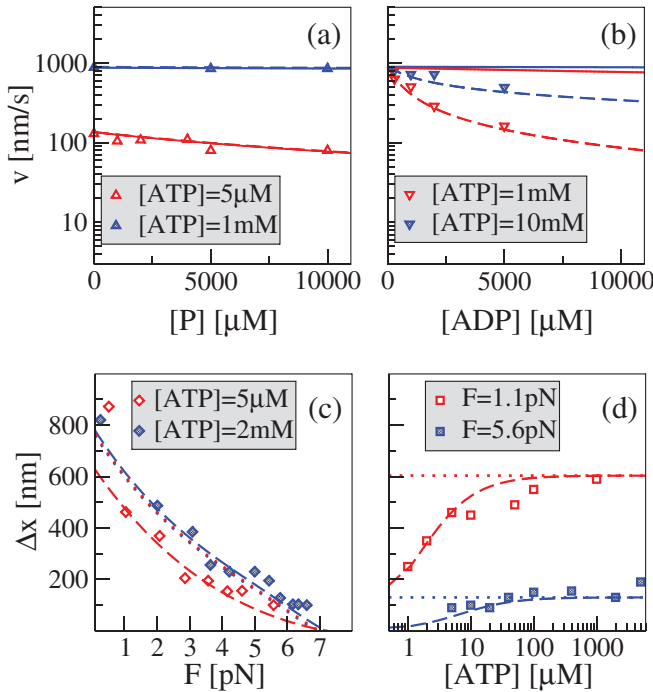 (a)
(b)
1000
100
10
v [nm/s]
[ATP]=5μM
[ATP]=1mM
[ATP]=1mM
[ATP]=10mM
0 5000 10000
0 5000 10000
[P] [μM]
[ADP] [μM]
(c)
(d)
[ATP]=5μM
[ATP]=2mM
F=1.1pN
F=5.6pN
800
600
400
200
Δx [nm]
1 2 3 4 5 6 7
1 10 100 1000
F [pN]
[ATP] [μM]